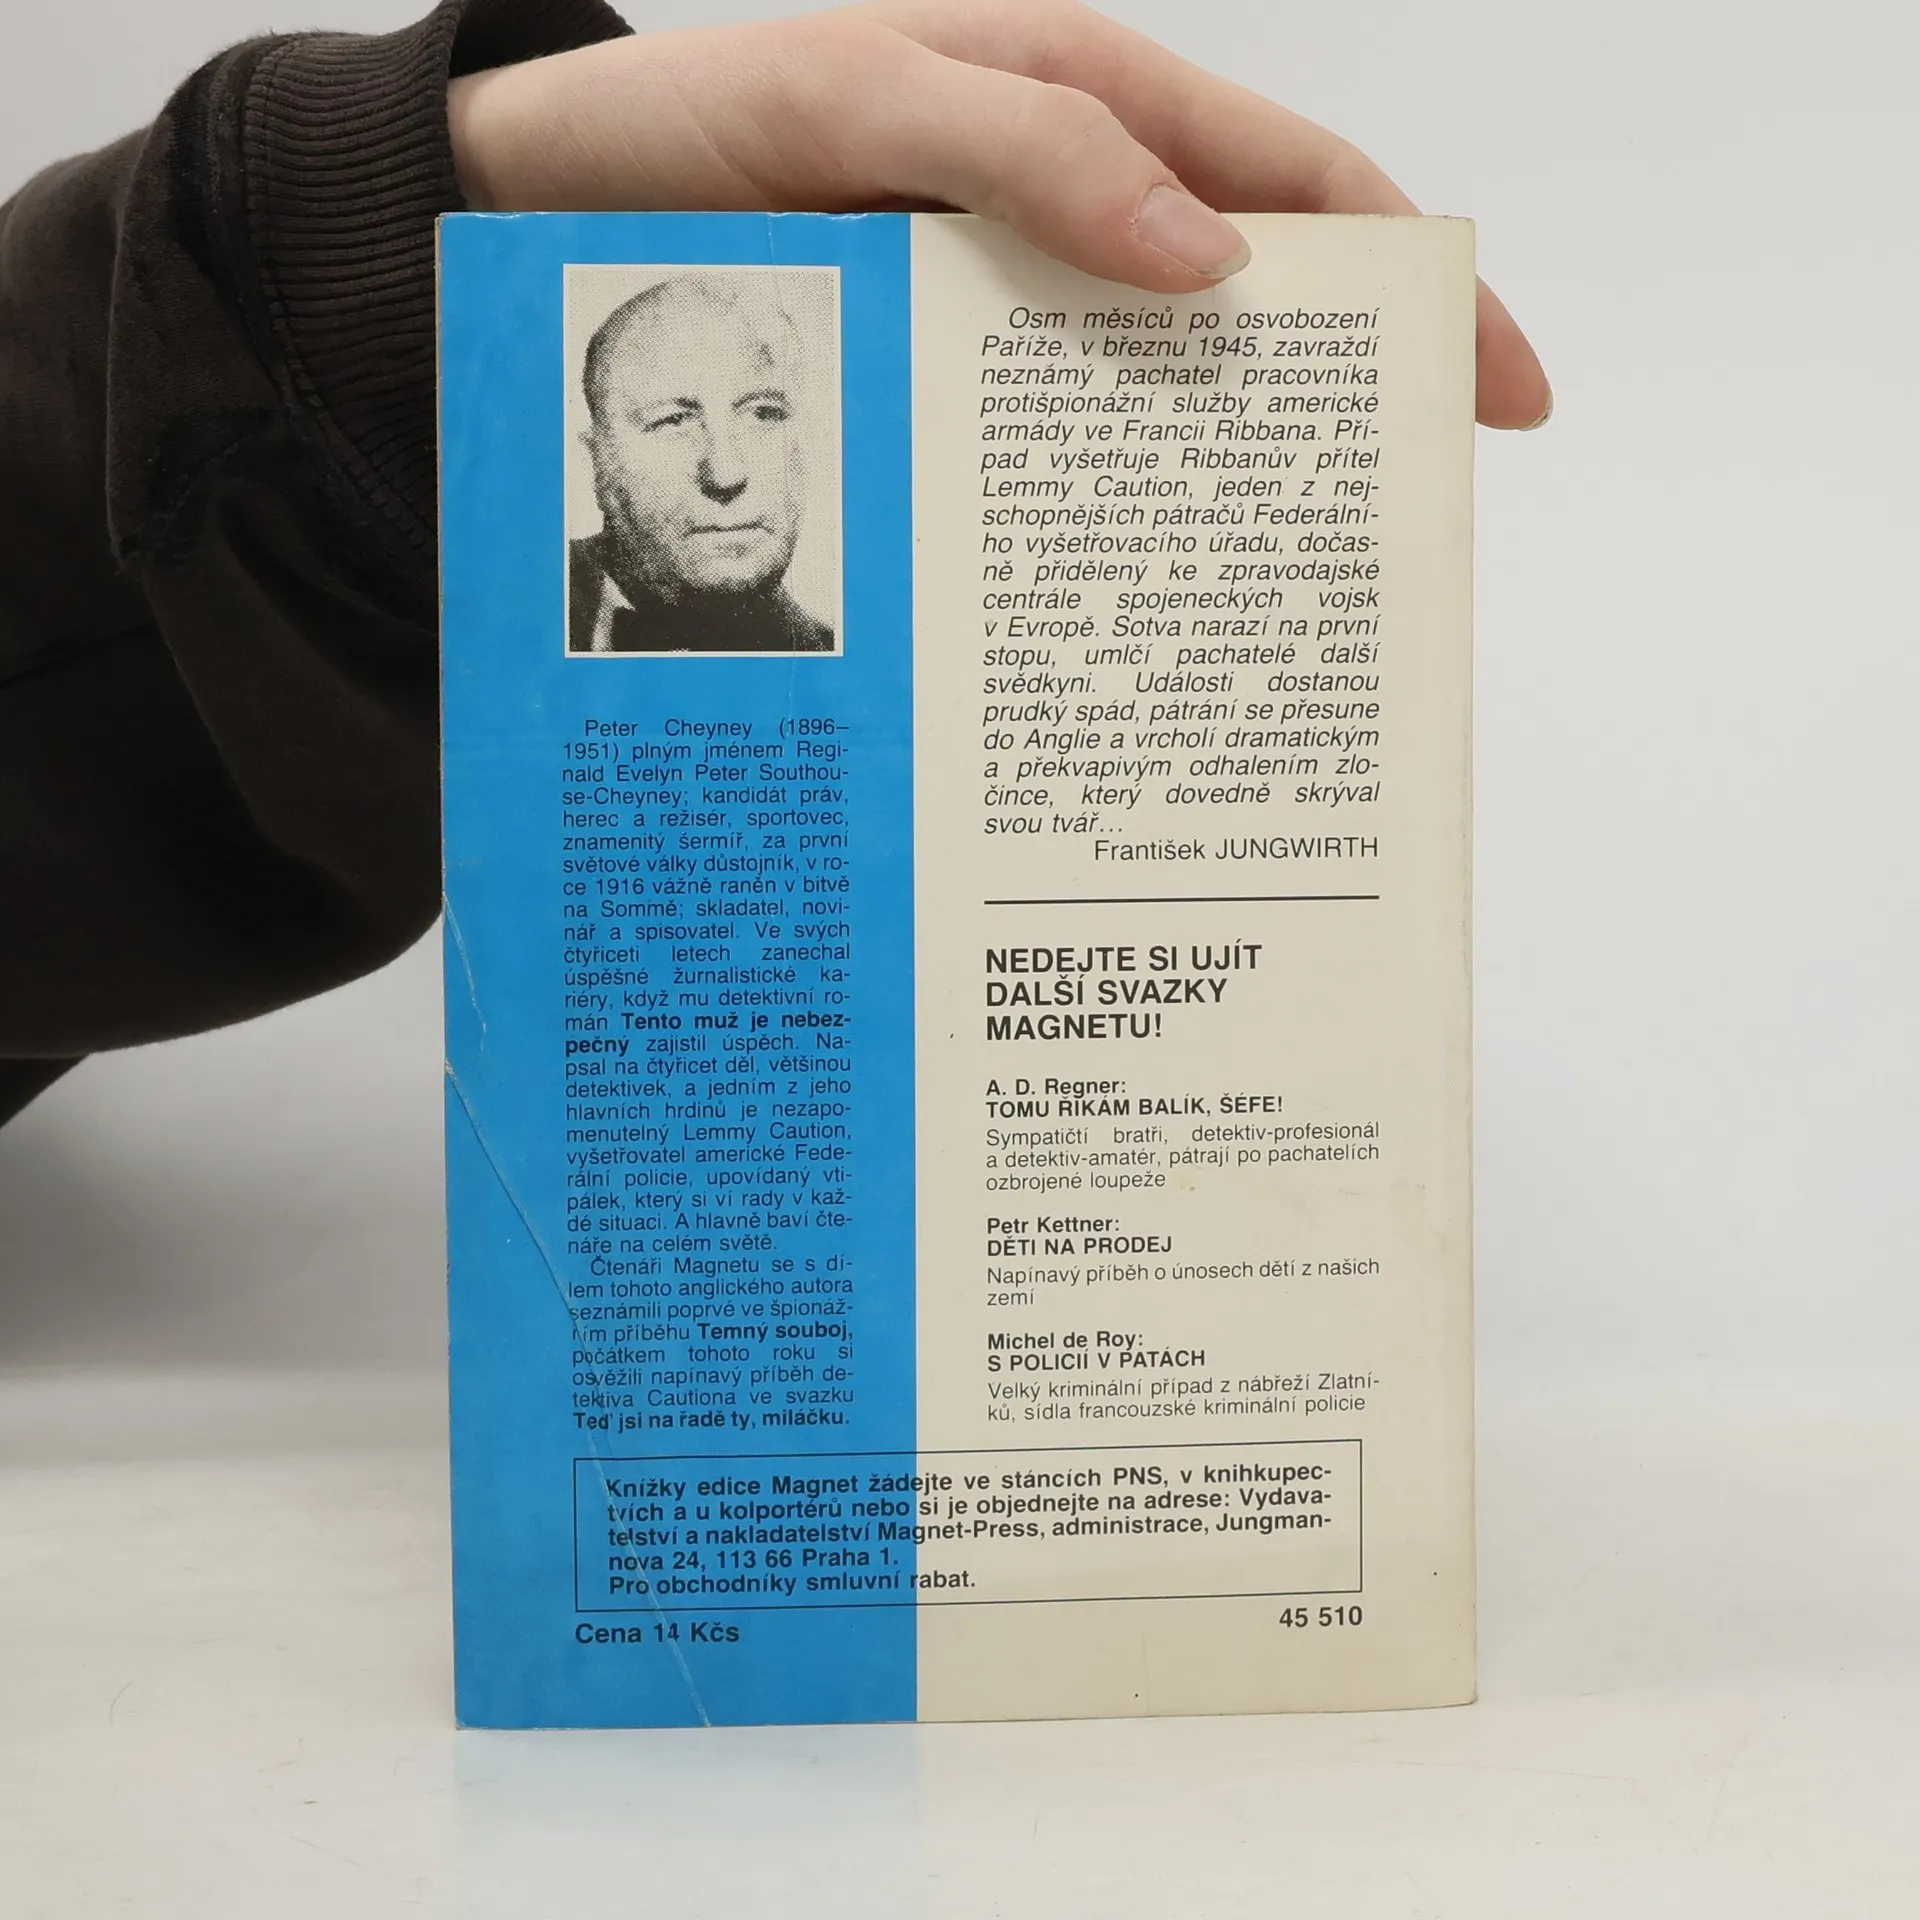 Peter Cheyney (1896–
1951) plným jménem Regi-
nald Evelyn Peter Southou-
se-Cheyney; kandidát práv,
herec a režisér, sportovec,
znamenitý šermíř, za první
světové války důstojník, v ro-
ce 1916 vážně raněn v bitvě
na Sommě; skladatel, novi-
nář a spisovatel. Ve svých
čtyřiceti letech zanechal
úspěšné žurnalistické ka-
riéry, když mu detektivní ro-
mán Tento muž je nebez-
pečný zajistil úspěch. Na-
psal na čtyřicet děl, většinou
detektivek, a jedním z jeho
hlavních hrdinů je nezapo-
menutelný Lemmy Caution,
vyšetřovatel americké Fede-
rální policie, upovídaný vti-
pálek, který si ví rady v kaž-
dé situaci. A hlavně baví čte-
náře na celém světě.
Čtenáři Magnetu se s dí-
lem tohoto anglického autora
seznámili poprvé ve špionáž-
ním příběhu Temný souboj,
počátkem tohoto roku si
osvěžili napínavý příběh de-
tektiva Cautiona ve svazku
Teď jsi na řadě ty, miláčku.
Osm měsíců po osvobození
Paříže, v březnu 1945, zavraždí
neznámý pachatel pracovníka
protišpionážní služby americké
armády ve Francii Ribbana. Pří-
pad vyšetřuje Ribbanův přítel
Lemmy Caution, jeden z nej-
schopnějších pátračů Federální-
ho vyšetřovacího úřadu, dočas-
ně přidělený ke zpravodajské
centrále spojeneckých vojsk
v Evropě. Sotva narazí na první
stopu, umlčí pachatelé další
svědkyni. Události dostanou
prudký spád, pátrání se přesune
do Anglie a vrcholí dramatickým
a překvapivým odhalením zlo-
čince, který dovedně skrýval
svou tvář...
František JUNGWIRTH
NEDEJTE SI UJÍT
DALŠÍ SVAZKY
MAGNETU!
A. D. Regner:
TOMU ŘÍKÁM BALÍK, ŠÉFE!
Sympatičtí bratři, detektiv-profesionál
a detektiv-amatér, pátrají po pachatelích
ozbrojené loupeže
Petr Kettner:
DĚTI NA PRODEJ
Napínavý příběh o únosech dětí z našich
zemí
Michel de Roy:
S POLICIÍ V PATÁCH
Velký kriminální případ z nábřeží Zlatní-
ků, sídla francouzské kriminální policie
Knížky edice Magnet žádejte ve stáncích PNS, v knihkupec-
tvích a u kolportérů nebo si je objednejte na adrese: Vydava-
telství a nakladatelství Magnet-Press, administrace, Jungman-
nova 24, 113 66 Praha 1.
Pro obchodníky smluvní rabat.
Cena 14 Kčs
45 510